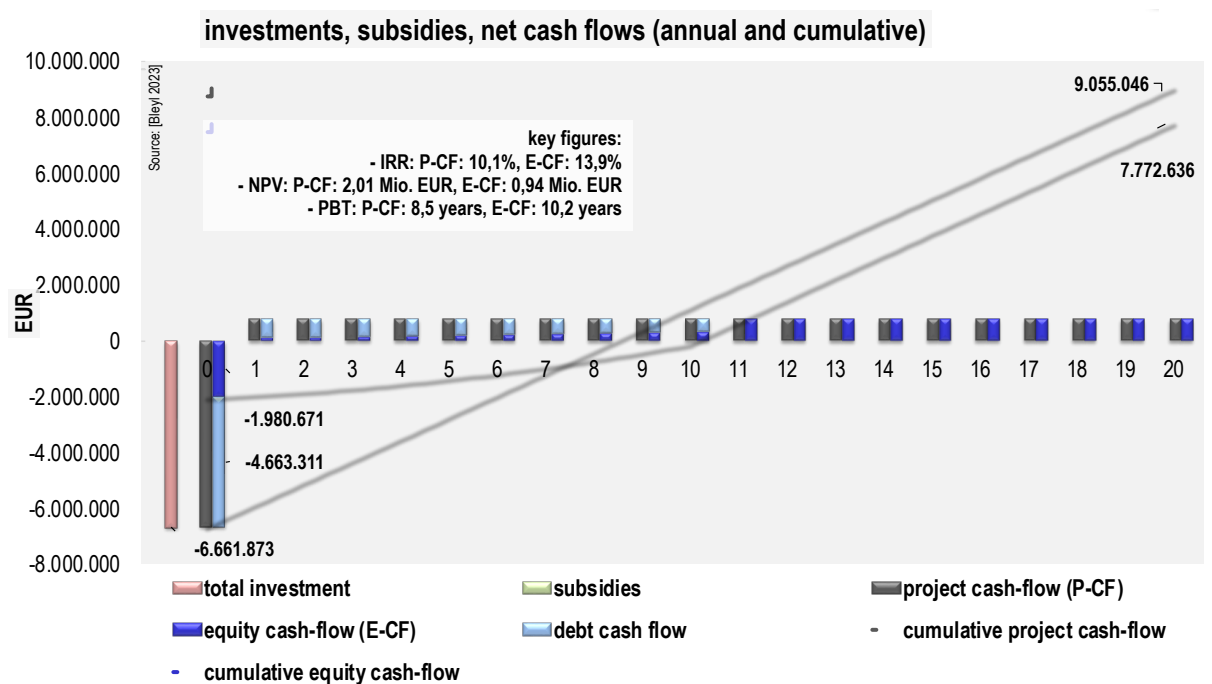 investments, subsidies, net cash flows (annual and cumulative)
Source: [Bleyl 2023]
EUR
10.000.000
8.000.000
6.000.000
4.000.000
2.000.000
0
-2.000.000
-4.000.000
-6.000.000
-8.000.000
key figures:
- IRR: P-CF: 10,1%, E-CF: 13,9%
- NPV: P-CF: 2,01 Mio. EUR, E-CF: 0,94 Mio. EUR
- PBT: P-CF: 8,5 years, E-CF: 10,2 years
9.055.046
7.772.636
0 1 2 3 4 5 6 7 8 9 10 11 12 13 14 15 16 17 18 19 20
-1.980.671
-4.663.311
-6.661.873
total investment subsidies project cash-flow (P-CF)
equity cash-flow (E-CF) debt cash flow cumulative project cash-flow
cumulative equity cash-flow